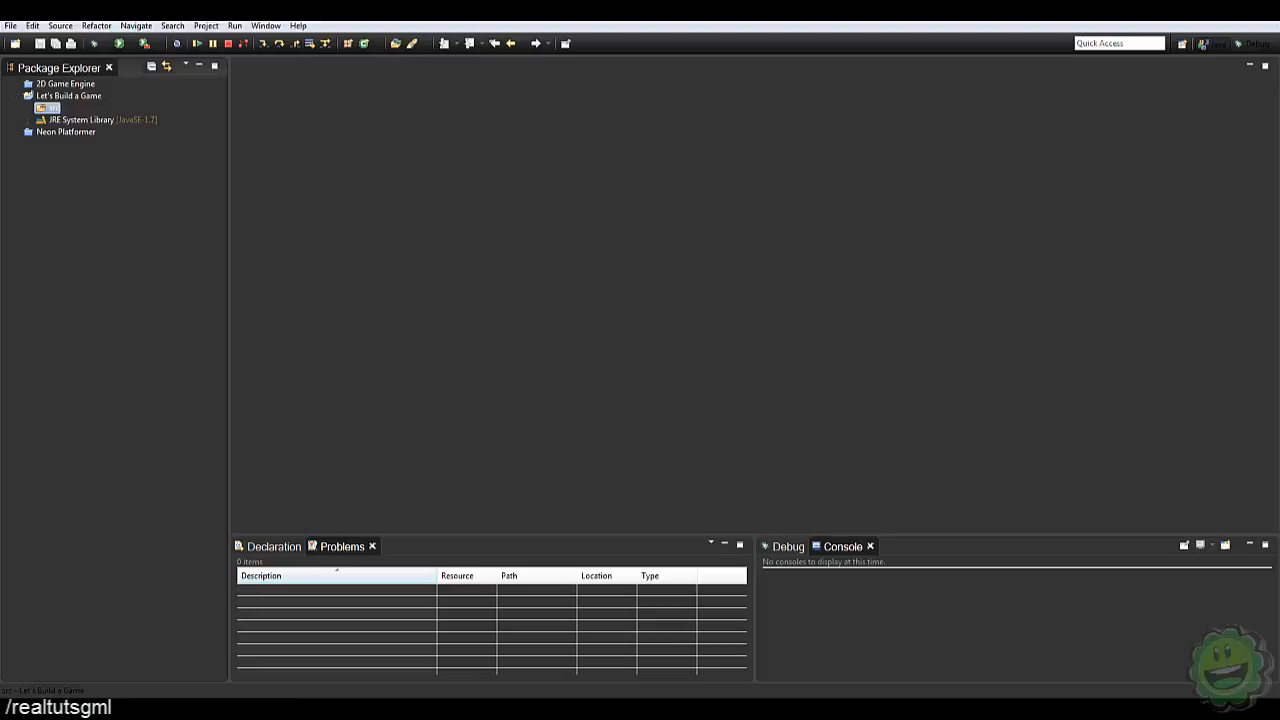 File Edit Source Refactor Navigate Search Project Run Window Help
Quick Access
Debug
Package Explorer
2D Game Engine
Let's Build a Game
src
JRE System Library [JavaSE-1.7]
Neon Platformer
Declaration Problems
0 items
Description Resource Path Location Type
Debug Console
No consoles to display at this time.
src - Let's Build a Game
/realtutsgml